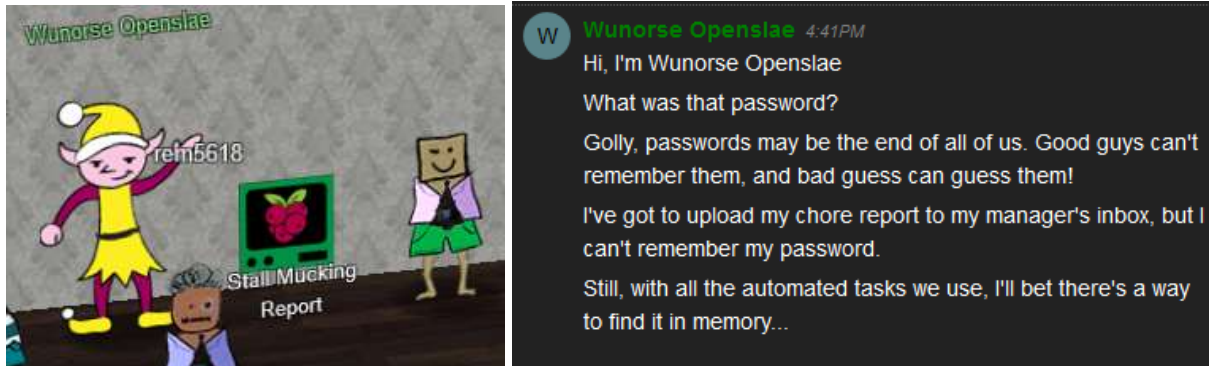 Wunorse Openslae
rem5618
Stall Mucking
Report
W
Wunorse Openslae 4:41PM
Hi, I'm Wunorse Openslae
What was that password?
Golly, passwords may be the end of all of us. Good guys can't
remember them, and bad guess can guess them!
I've got to upload my chore report to my manager's inbox, but I
can't remember my password.
Still, with all the automated tasks we use, I'll bet there's a way
to find it in memory...